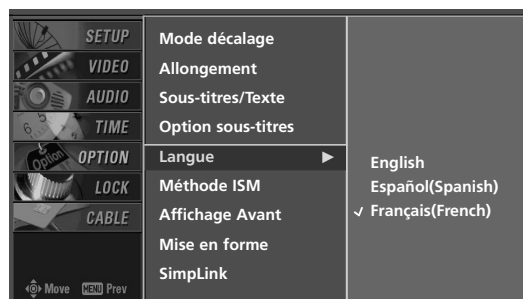 SETUP
VIDEO
AUDIO
TIME
OPTION
LOCK
CABLE
Move MENU Prev
Mode décalage
Allongement
Sous-titres/Texte
Option sous-titres
Langue ►
Méthode ISM
Affichage Avant
Mise en forme
SimpLink
English
Español(Spanish)
✓ Français(French)